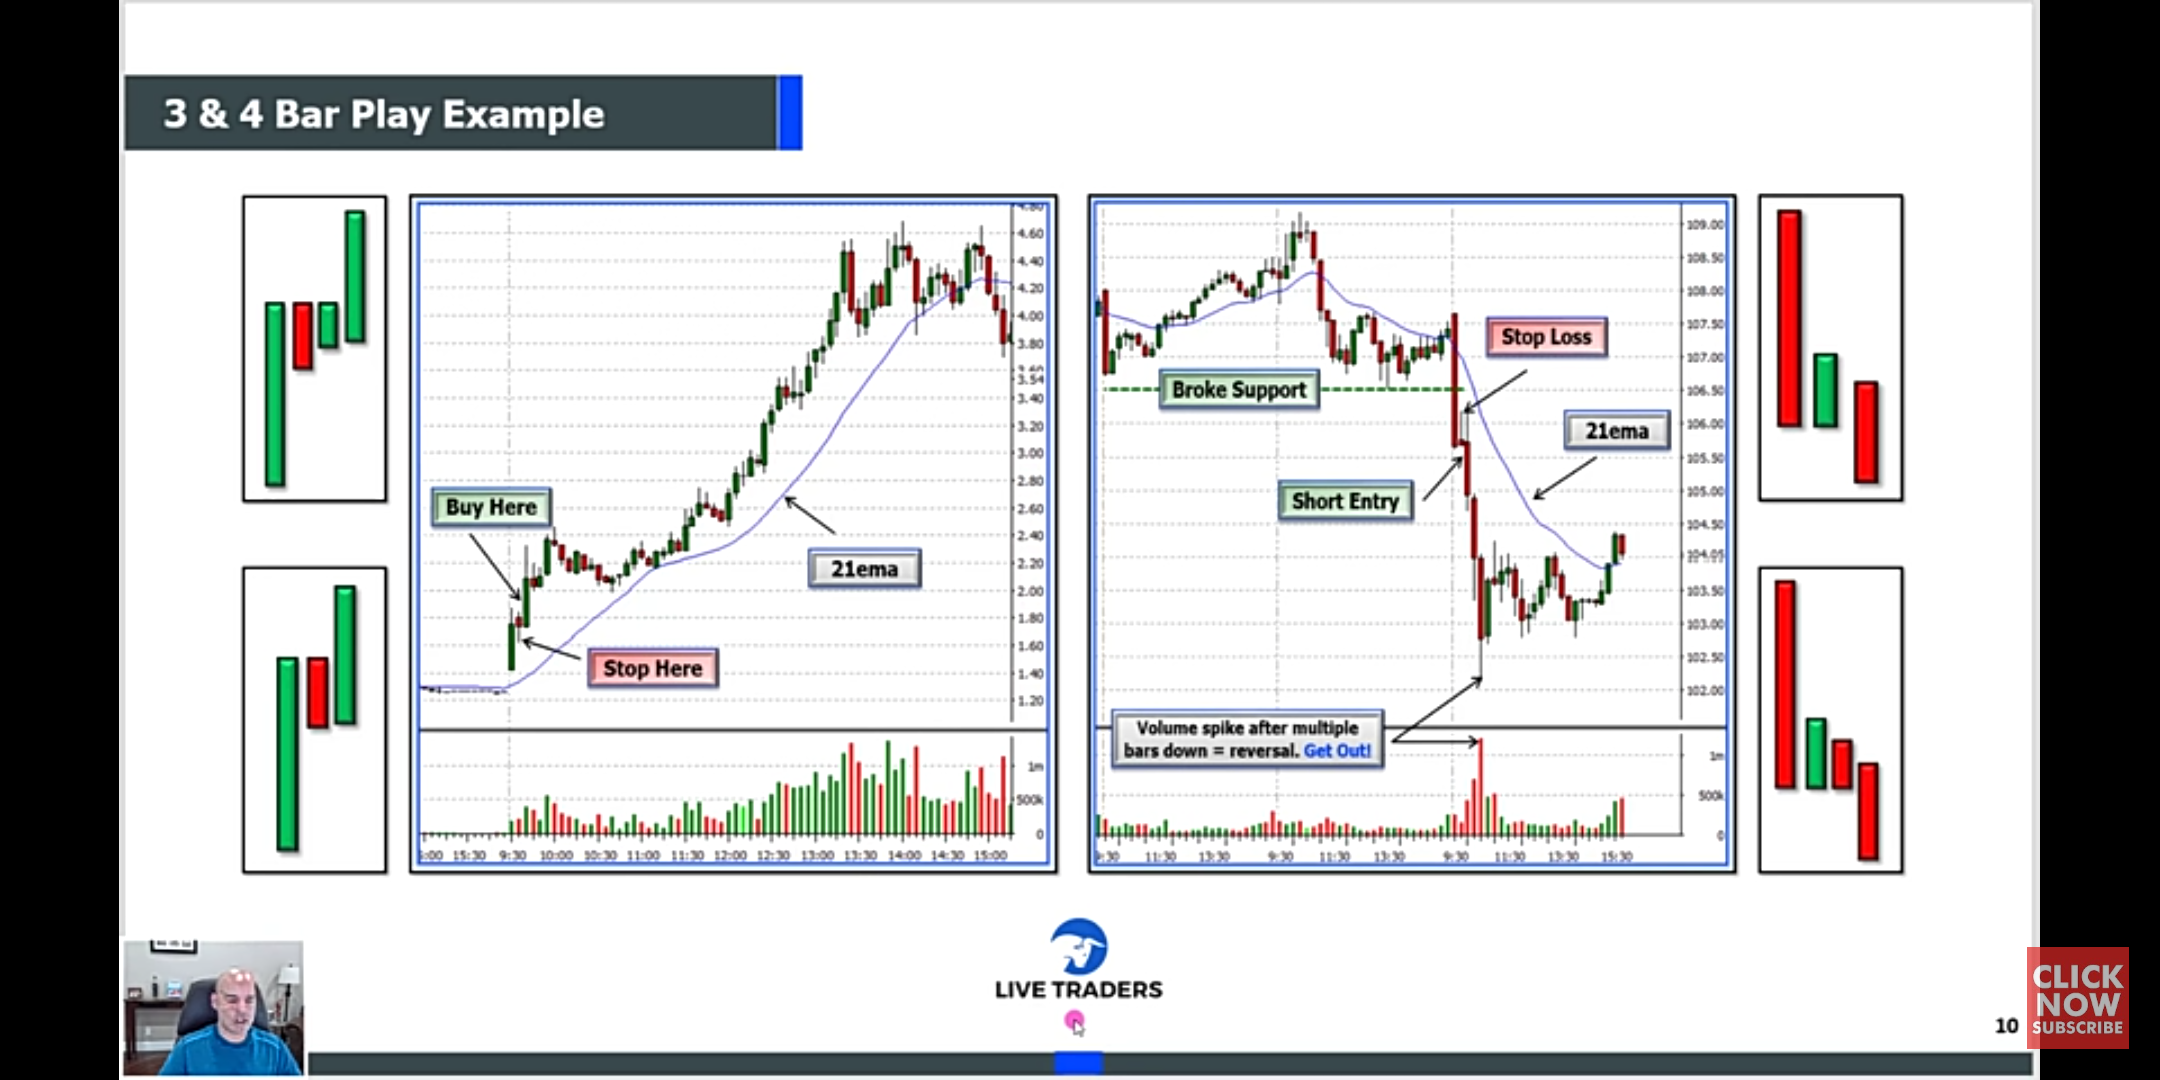 3 & 4 Bar Play Example
4.60
4.40
4.20
4.00
3.80
3.54
3.40
3.20
3.00
2.80
2.60
2.40
2.20
2.00
1.80
1.60
1.40
1.20
Buy Here
21ema
Stop Here
1m
500k
0
15:30 9:30 10:00 10:30 11:00 11:30 12:00 12:30 13:00 13:30 14:00 14:30 15:00
109.00
108.50
108.00
107.50
107.00
106.50
106.00
105.50
105.00
104.50
103.50
103.00
102.50
102.00
Stop Loss
Broke Support
21ema
Short Entry
Volume spike after multiple
bars down = reversal. Get Out!
1m
500k
0
11:30 13:30 9:30 11:30 13:30 9:30 11:30 13:30 15:30
LIVE TRADERS
10
CLICK
NOW
SUBSCRIBE